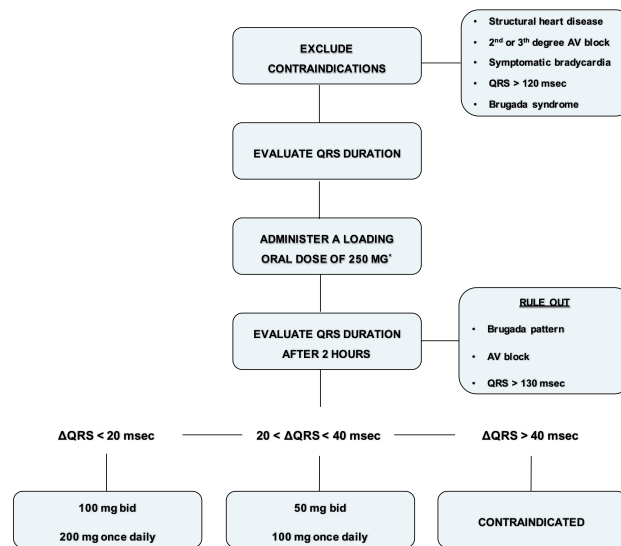 EXCLUDE
CONTRAINDICATIONS
• Structural heart disease
• 2nd or 3th degree AV block
• Symptomatic bradycardia
• QRS > 120 msec
• Brugada syndrome
EVALUATE QRS DURATION
ADMINISTER A LOADING
ORAL DOSE OF 250 MG*
EVALUATE QRS DURATION
AFTER 2 HOURS
RULE OUT
• Brugada pattern
• AV block
• QRS > 130 msec
ΔQRS < 20 msec
20 < ΔQRS < 40 msec
ΔQRS > 40 msec
100 mg bid
200 mg once daily
50 mg bid
100 mg once daily
CONTRAINDICATED